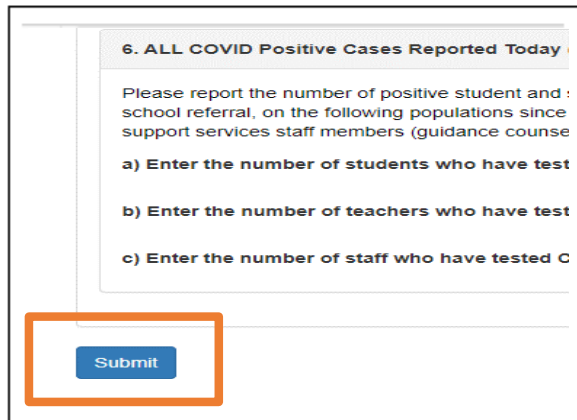 6. ALL COVID Positive Cases Reported Today
Please report the number of positive student and
school referral, on the following populations since
support services staff members (guidance counse
a) Enter the number of students who have test
b) Enter the number of teachers who have test
c) Enter the number of staff who have tested C
Submit